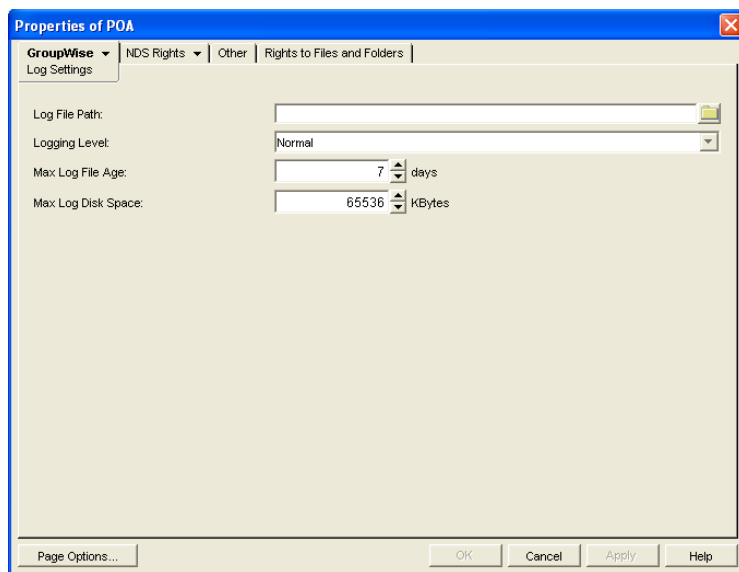 Properties of POA
GroupWise NDS Rights Other Rights to Files and Folders
Log Settings
Log File Path:
Logging Level: Normal
Max Log File Age: 7 days
Max Log Disk Space: 65536 KBytes
Page Options... OK Cancel Apply Help